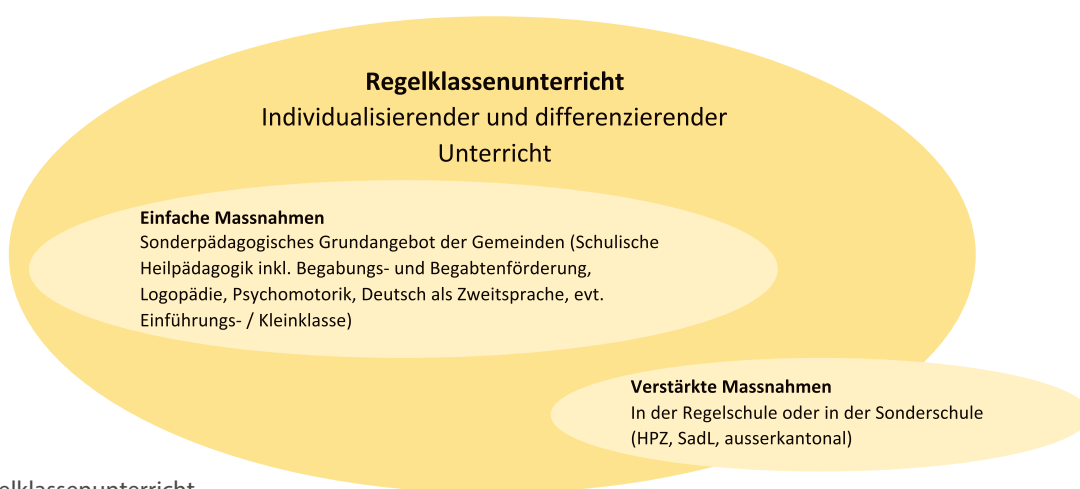 Regelklassenunterricht
Individualisierender und differenzierender
Unterricht
Einfache Massnahmen
Sonderpädagogisches Grundangebot der Gemeinden (Schulische
Heilpädagogik inkl. Begabungs- und Begabtenförderung,
Logopädie, Psychomotorik, Deutsch als Zweitsprache, evt.
Einführungs- / Kleinklasse)
Verstärkte Massnahmen
In der Regelschule oder in der Sonderschule
(HPZ, SadL, ausserkantonal)